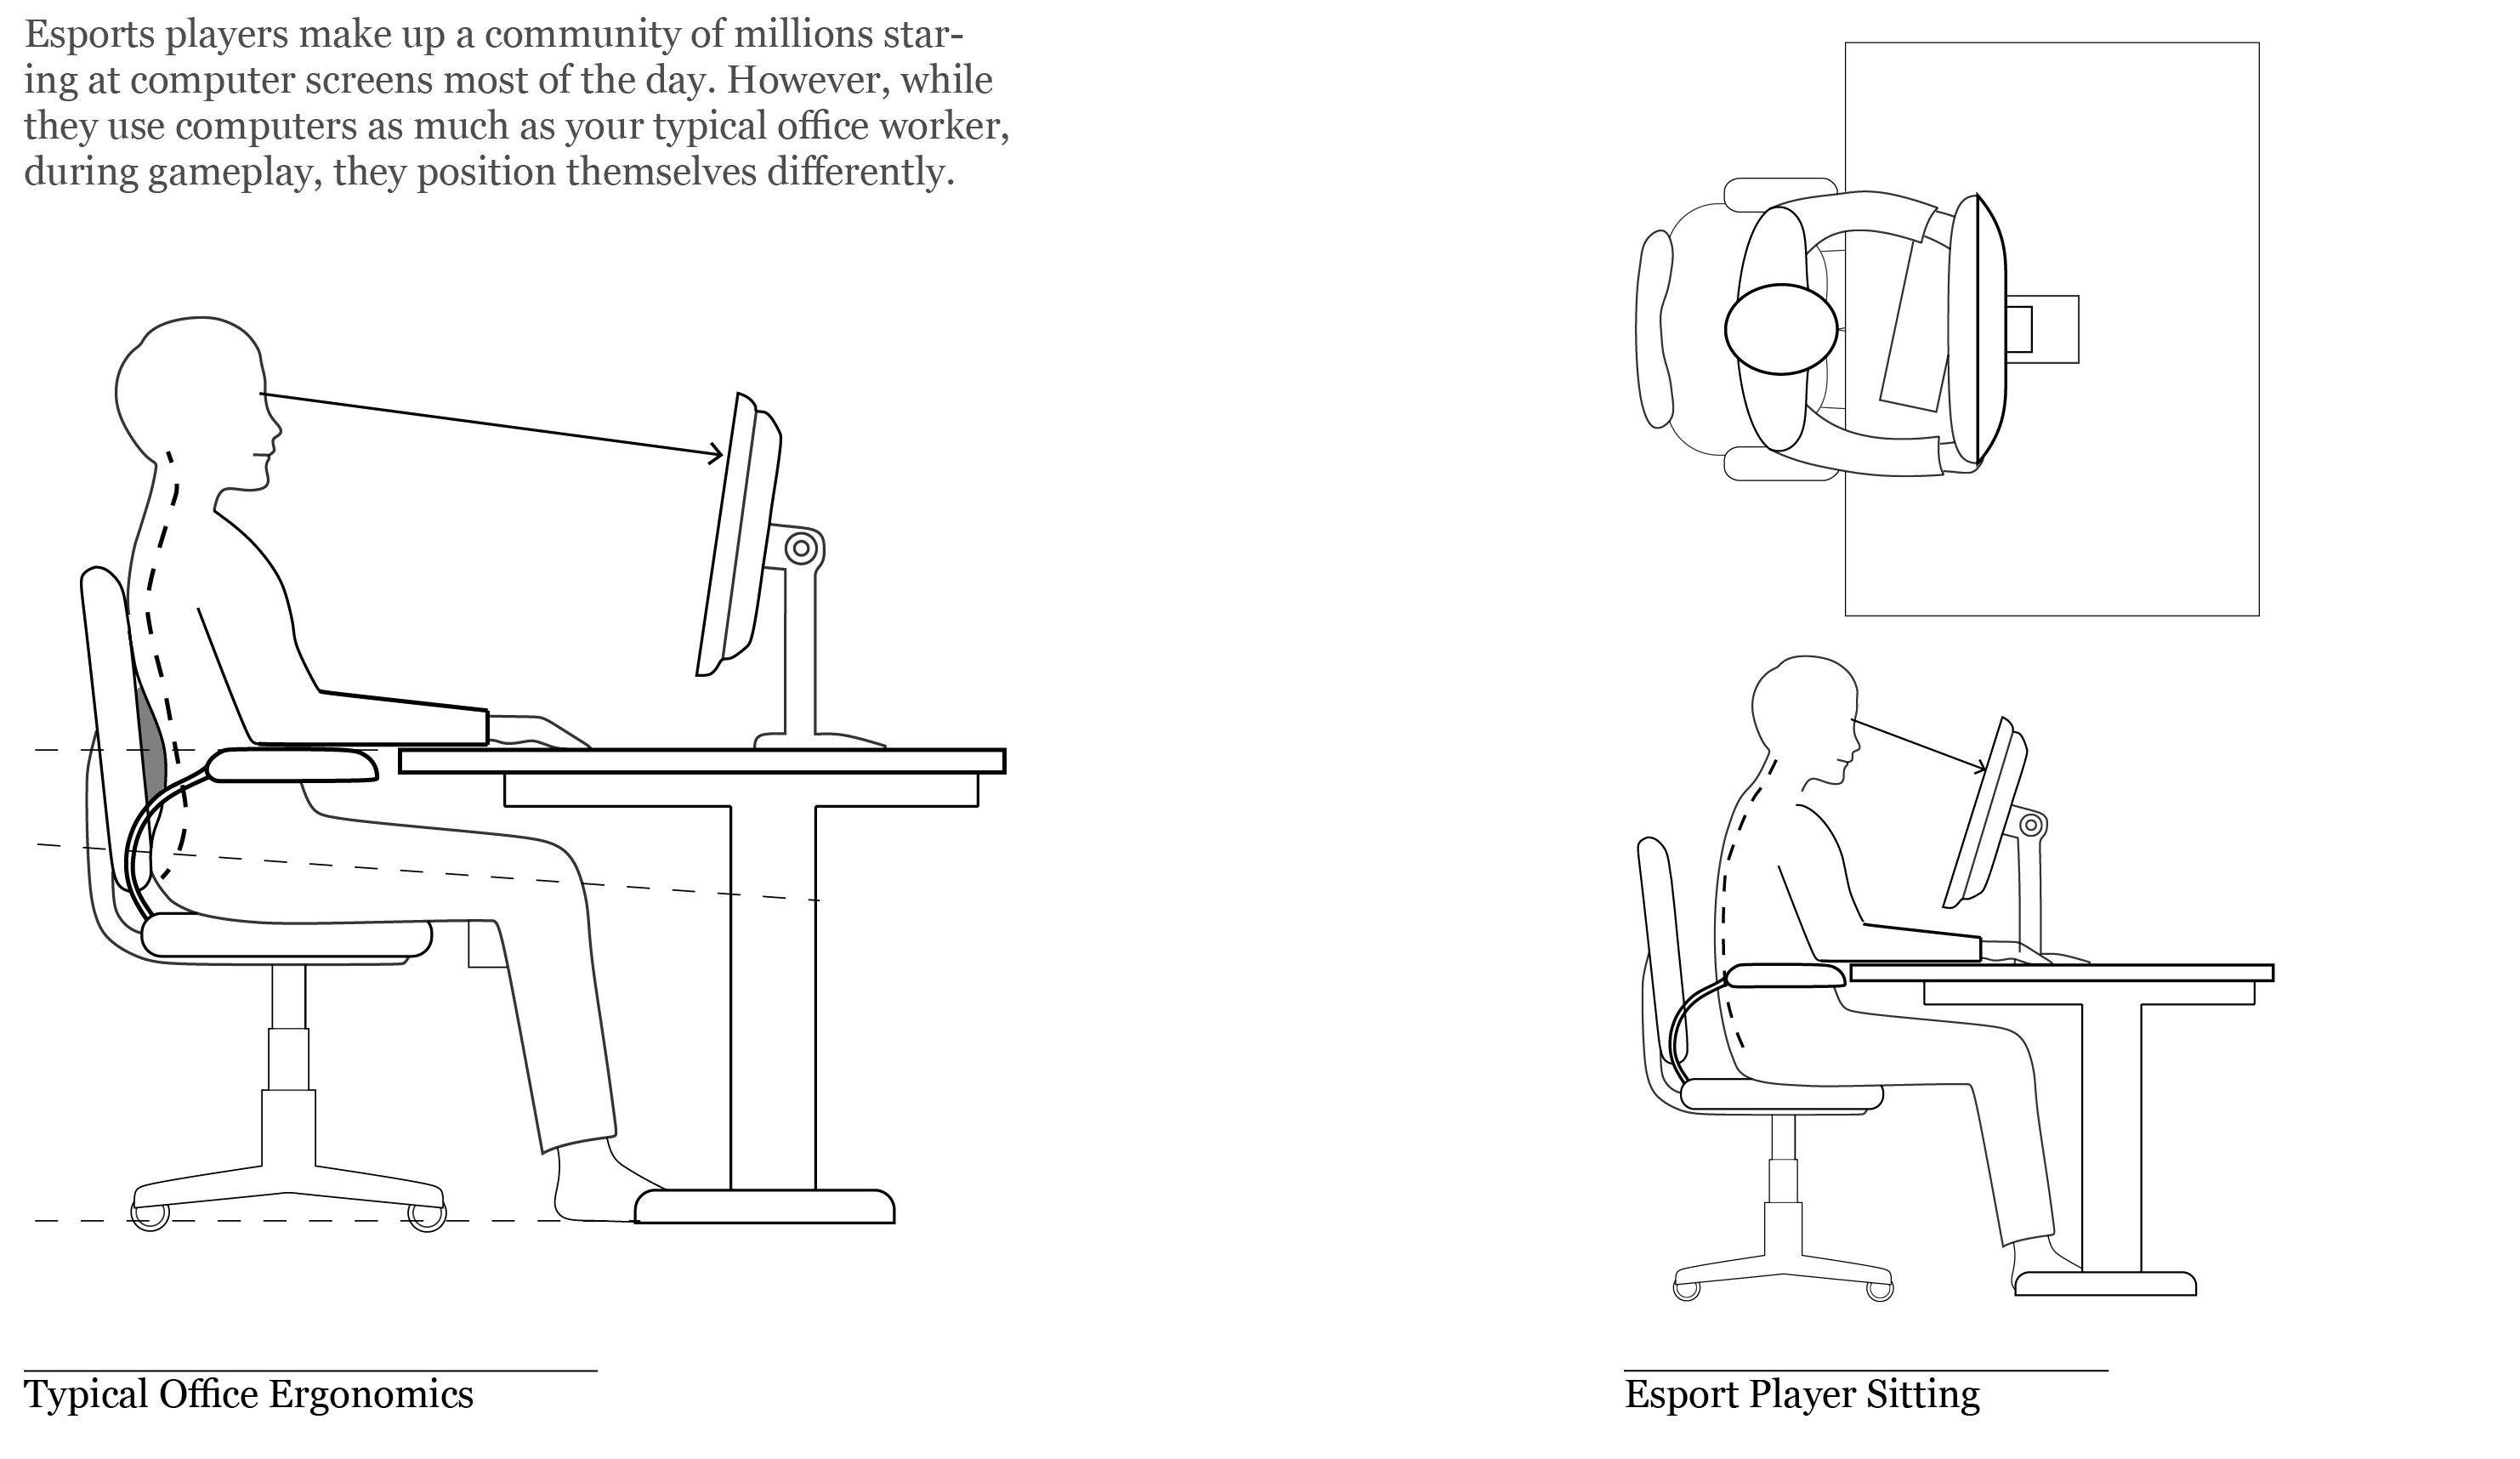 Esports players make up a community of millions star-
ing at computer screens most of the day. However, while
they use computers as much as your typical office worker,
during gameplay, they position themselves differently.
Typical Office Ergonomics
Esport Player Sitting